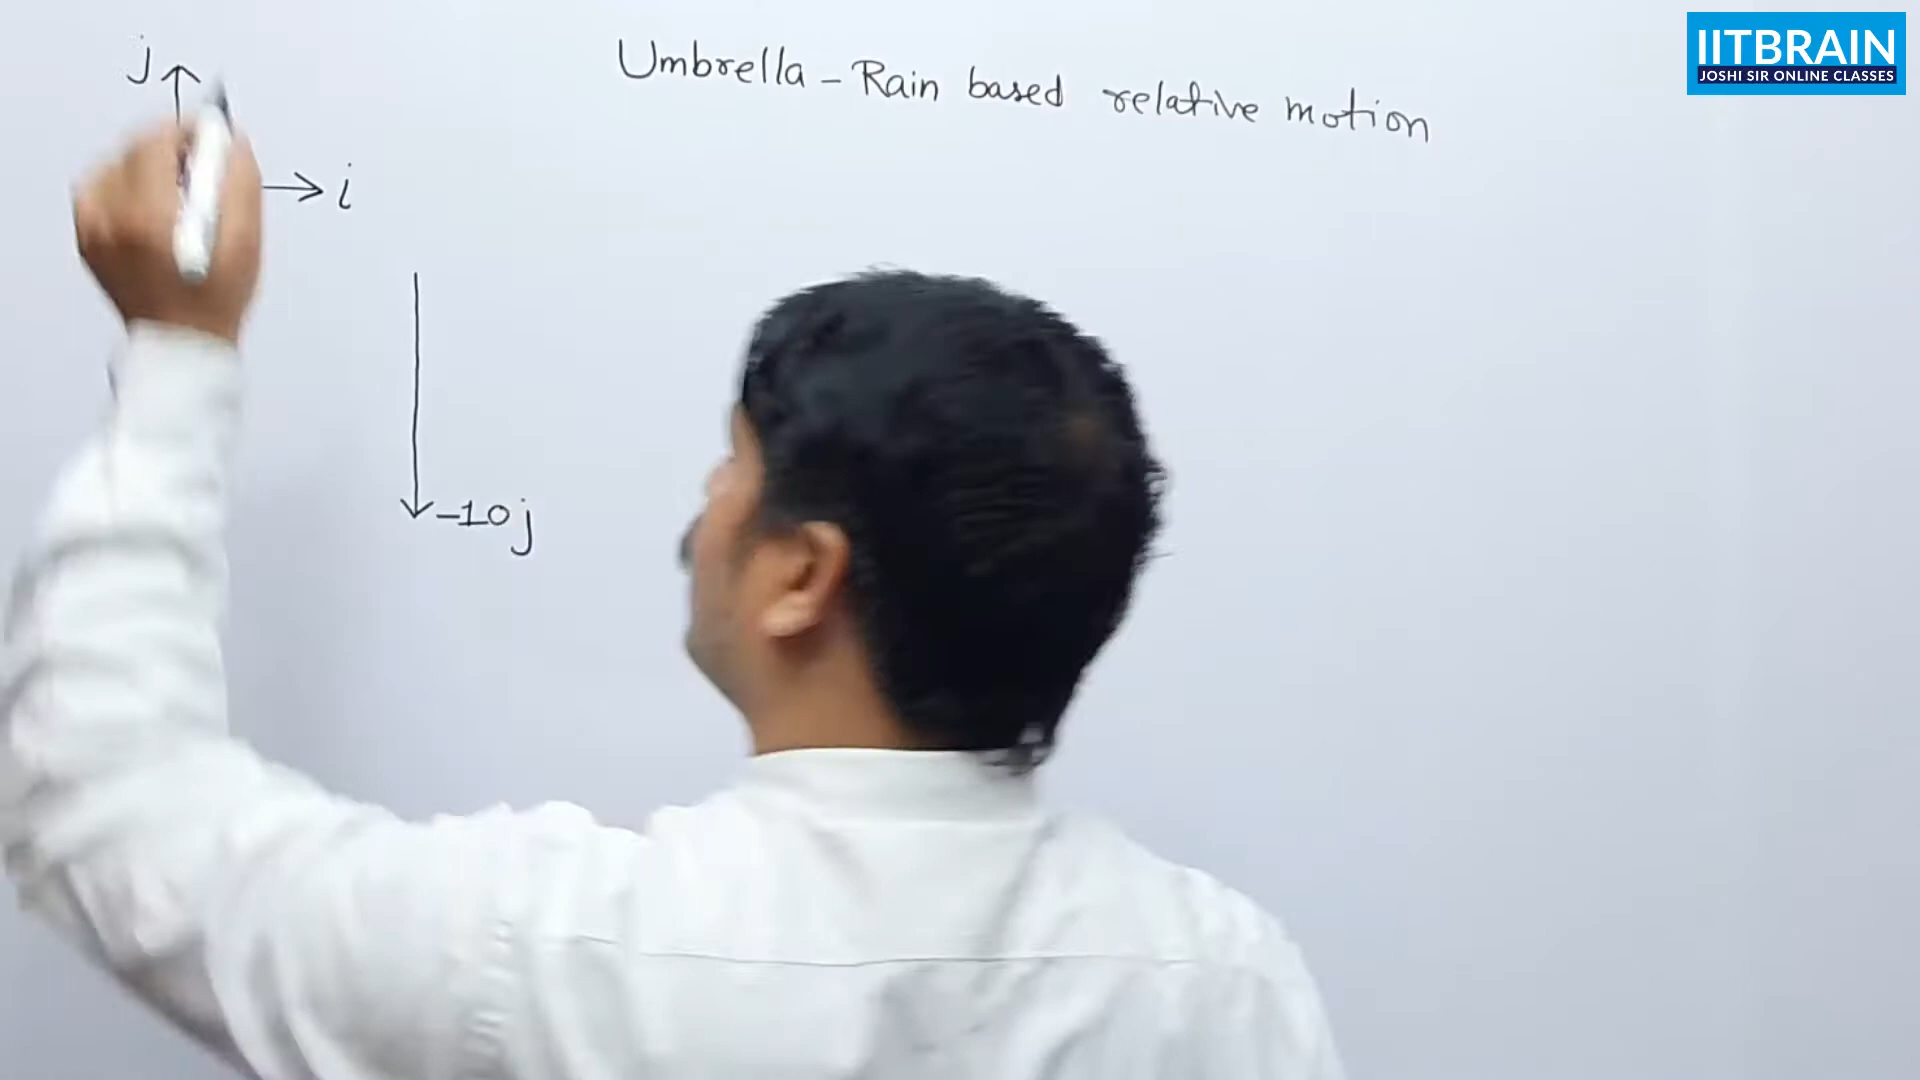 j
Umbrella - Rain based relative motion
IITBRAIN
JOSHI SIR ONLINE CLASSES
i
-10j